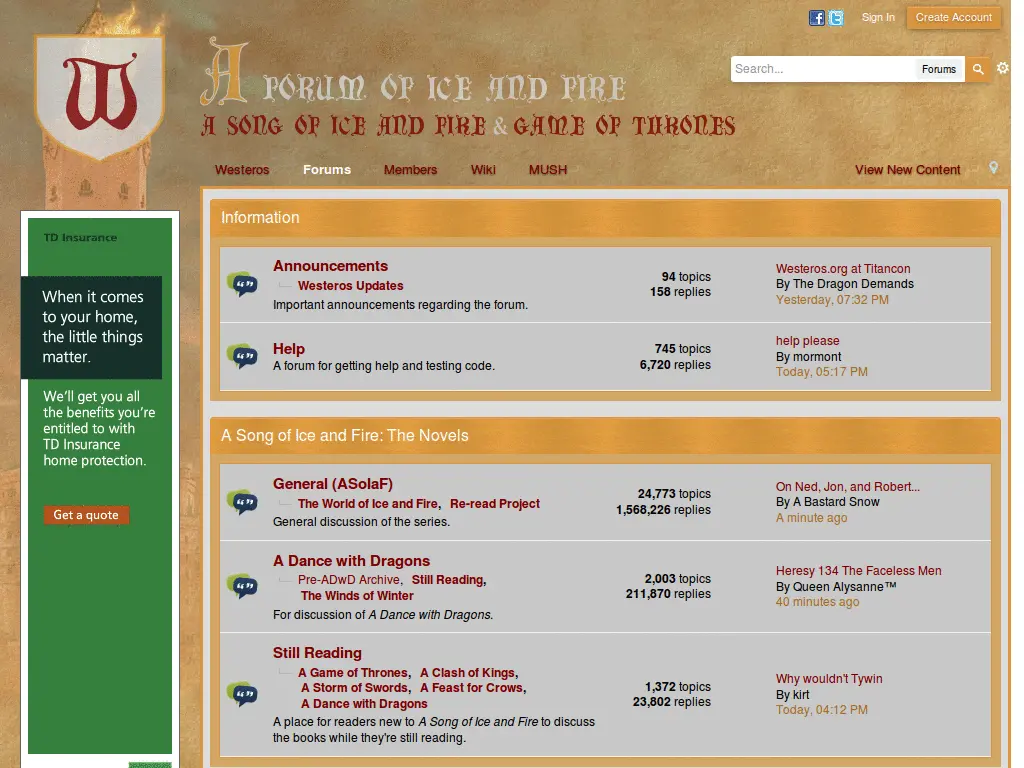 Sign In
Create Account
W
A FORUM OF ICE AND FIRE
A SONG OF ICE AND FIRE & GAME OF THRONES
Search...
Forums
Westeros
Forums
Members
Wiki
MUSH
View New Content
TD Insurance
When it comes
to your home,
the little things
matter.
We'll get you all
the benefits you're
entitled to with
TD Insurance
home protection.
Get a quote
Information
Announcements
Westeros Updates
Important announcements regarding the forum.
94 topics
158 replies
Westeros.org at Titancon
By The Dragon Demands
Yesterday, 07:32 PM
Help
A forum for getting help and testing code.
745 topics
6,720 replies
help please
By mormont
Today, 05:17 PM
A Song of Ice and Fire: The Novels
General (ASoIaF)
The World of Ice and Fire, Re-read Project
General discussion of the series.
24,773 topics
1,568,226 replies
On Ned, Jon, and Robert...
By A Bastard Snow
A minute ago
A Dance with Dragons
Pre-ADwD Archive, Still Reading,
The Winds of Winter
For discussion of A Dance with Dragons.
2,003 topics
211,870 replies
Heresy 134 The Faceless Men
By Queen Alysanne™
40 minutes ago
Still Reading
A Game of Thrones, A Clash of Kings,
A Storm of Swords, A Feast for Crows,
A Dance with Dragons
A place for readers new to A Song of Ice and Fire to discuss
the books while they're still reading.
1,372 topics
23,802 replies
Why wouldn't Tywin
By kirt
Today, 04:12 PM